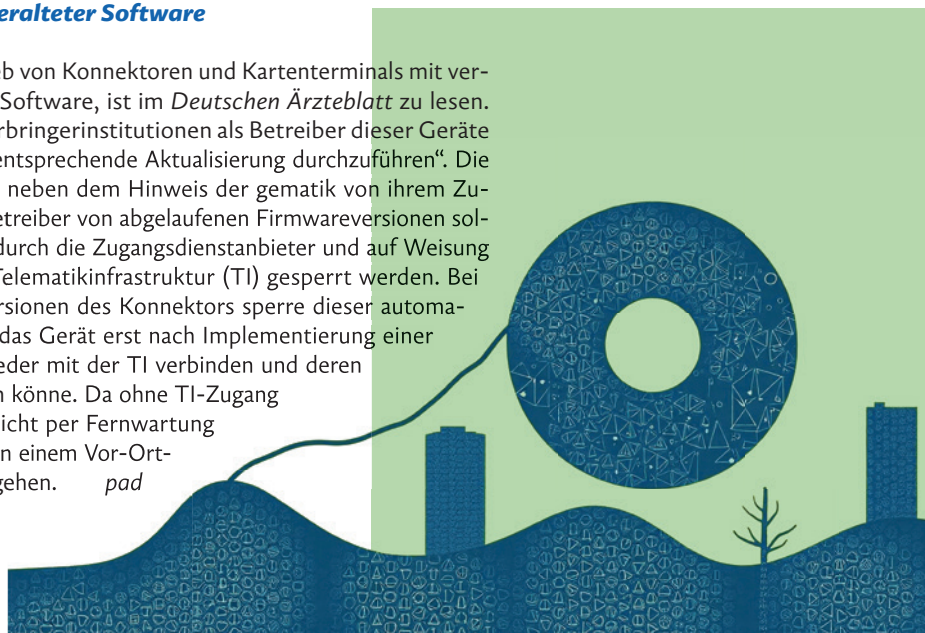 eralteter Software
eb von Konnektoren und Kartenterminals mit ver-
Software, ist im Deutschen Ärzteblatt zu lesen.
rbringerinstitutionen als Betreiber dieser Geräte
entsprechende Aktualisierung durchzuführen“. Die
neben dem Hinweis der gematik von ihrem Zu-
etreiber von abgelaufenen Firmwareversionen sol-
durch die Zugangsdienstanbieter und auf Weisung
Telematikinfrastruktur (TI) gesperrt werden. Bei
rsionen des Konnektors sperre dieser automa-
das Gerät erst nach Implementierung einer
eder mit der TI verbinden und deren
n könne. Da ohne TI-Zugang
icht per Fernwartung
n einem Vor-Ort-
gehen. pad